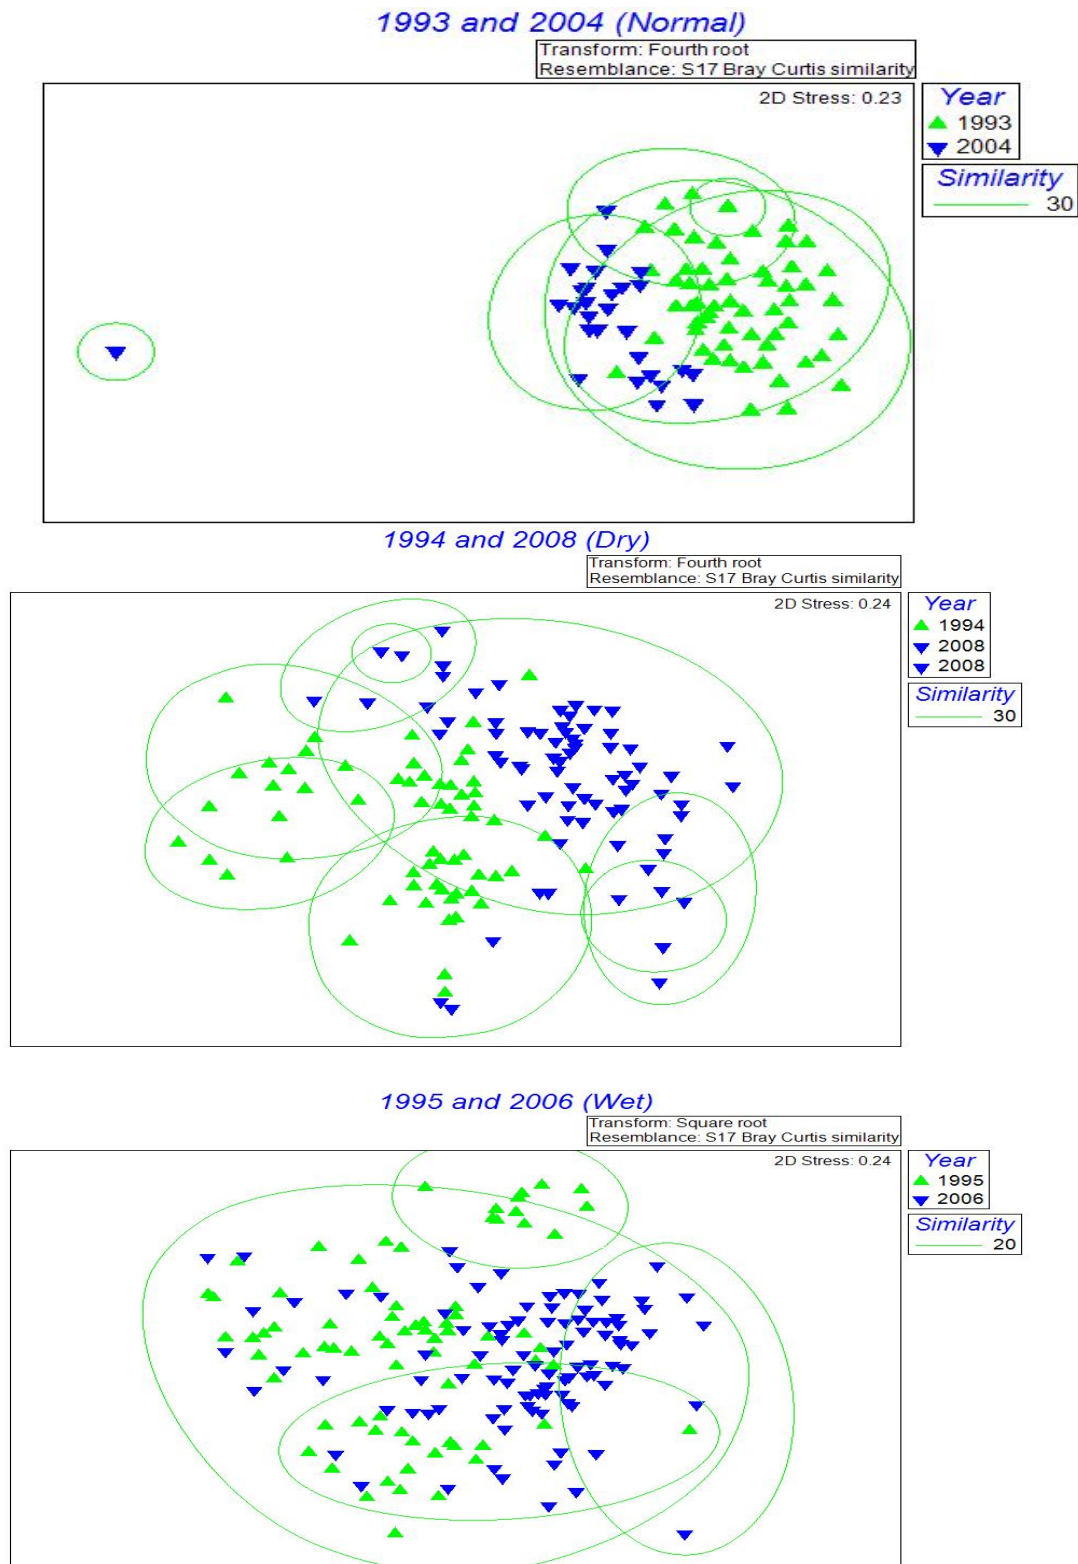 1993 and 2004 (Normal)
Transform: Fourth root
Resemblance: S17 Bray Curtis similarity
2D Stress: 0.23
Year
1993
2004
Similarity
30
1994 and 2008 (Dry)
Transform: Fourth root
Resemblance: S17 Bray Curtis similarity
2D Stress: 0.24
Year
1994
2008
2008
Similarity
30
1995 and 2006 (Wet)
Transform: Square root
Resemblance: S17 Bray Curtis similarity
2D Stress: 0.24
Year
1995
2006
Similarity
20